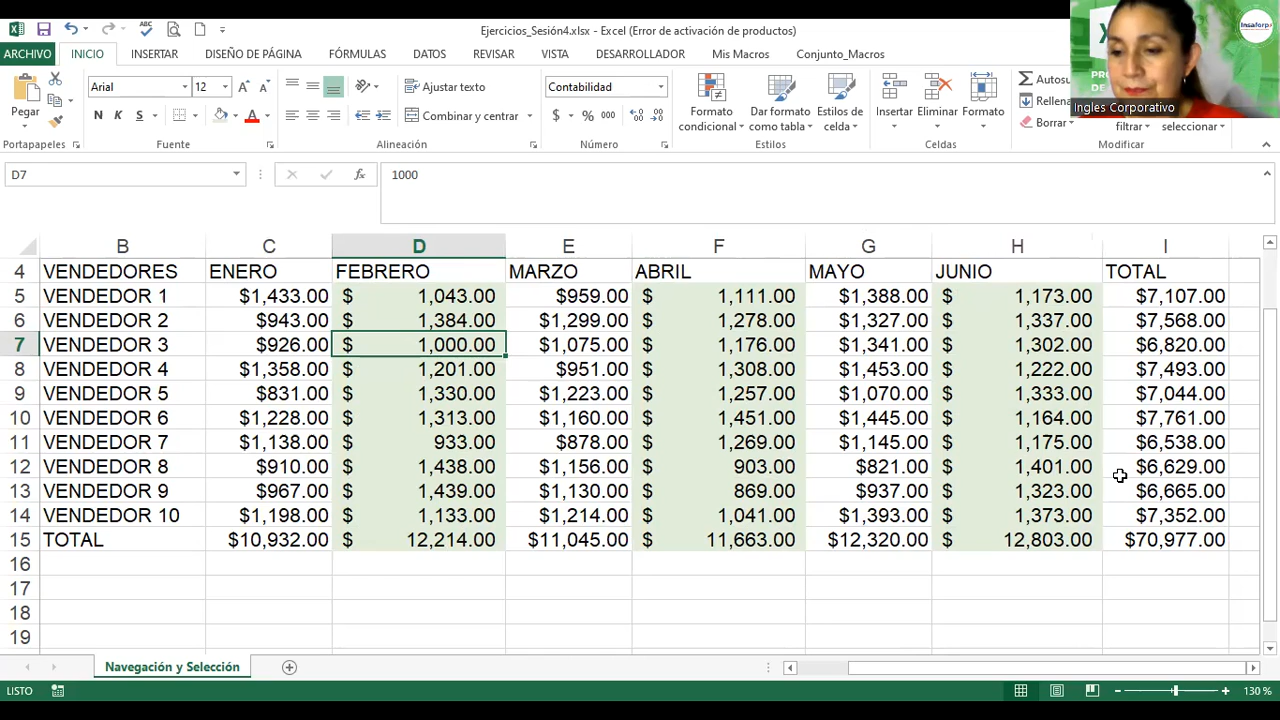 Ejercicios_Sesión4.xlsx - Excel (Error de activación de productos)
ARCHIVO INICIO INSERTAR DISEÑO DE PÁGINA FÓRMULAS DATOS REVISAR VISTA DESARROLLADOR Mis Macros Conjunto_Macros
Insaforp
Ingles Corporativo
Pegar
Arial 12
N K S
Ajustar texto
Combinar y centrar
Contabilidad
$ % 000
Formato condicional
Dar formato como tabla
Estilos de celda
Insertar
Eliminar
Formato
Autosu
Rellena
Borrar
filtrar
seleccionar
Portapapeles Fuente Alineación Número Estilos Celdas Modificar
D7 fx 1000
B C D E F G H I
4 VENDEDORES ENERO FEBRERO MARZO ABRIL MAYO JUNIO TOTAL
5 VENDEDOR 1 $1,433.00 $ 1,043.00 $959.00 $ 1,111.00 $1,388.00 $ 1,173.00 $7,107.00
6 VENDEDOR 2 $943.00 $ 1,384.00 $1,299.00 $ 1,278.00 $1,327.00 $ 1,337.00 $7,568.00
7 VENDEDOR 3 $926.00 $ 1,000.00 $1,075.00 $ 1,176.00 $1,341.00 $ 1,302.00 $6,820.00
8 VENDEDOR 4 $1,358.00 $ 1,201.00 $951.00 $ 1,308.00 $1,453.00 $ 1,222.00 $7,493.00
9 VENDEDOR 5 $831.00 $ 1,330.00 $1,223.00 $ 1,257.00 $1,070.00 $ 1,333.00 $7,044.00
10 VENDEDOR 6 $1,228.00 $ 1,313.00 $1,160.00 $ 1,451.00 $1,445.00 $ 1,164.00 $7,761.00
11 VENDEDOR 7 $1,138.00 $ 933.00 $878.00 $ 1,269.00 $1,145.00 $ 1,175.00 $6,538.00
12 VENDEDOR 8 $910.00 $ 1,438.00 $1,156.00 $ 903.00 $821.00 $ 1,401.00 $6,629.00
13 VENDEDOR 9 $967.00 $ 1,439.00 $1,130.00 $ 869.00 $937.00 $ 1,323.00 $6,665.00
14 VENDEDOR 10 $1,198.00 $ 1,133.00 $1,214.00 $ 1,041.00 $1,393.00 $ 1,373.00 $7,352.00
15 TOTAL $10,932.00 $ 12,214.00 $11,045.00 $ 11,663.00 $12,320.00 $ 12,803.00 $70,977.00
16
17
18
19
Navegación y Selección
LISTO 130 %